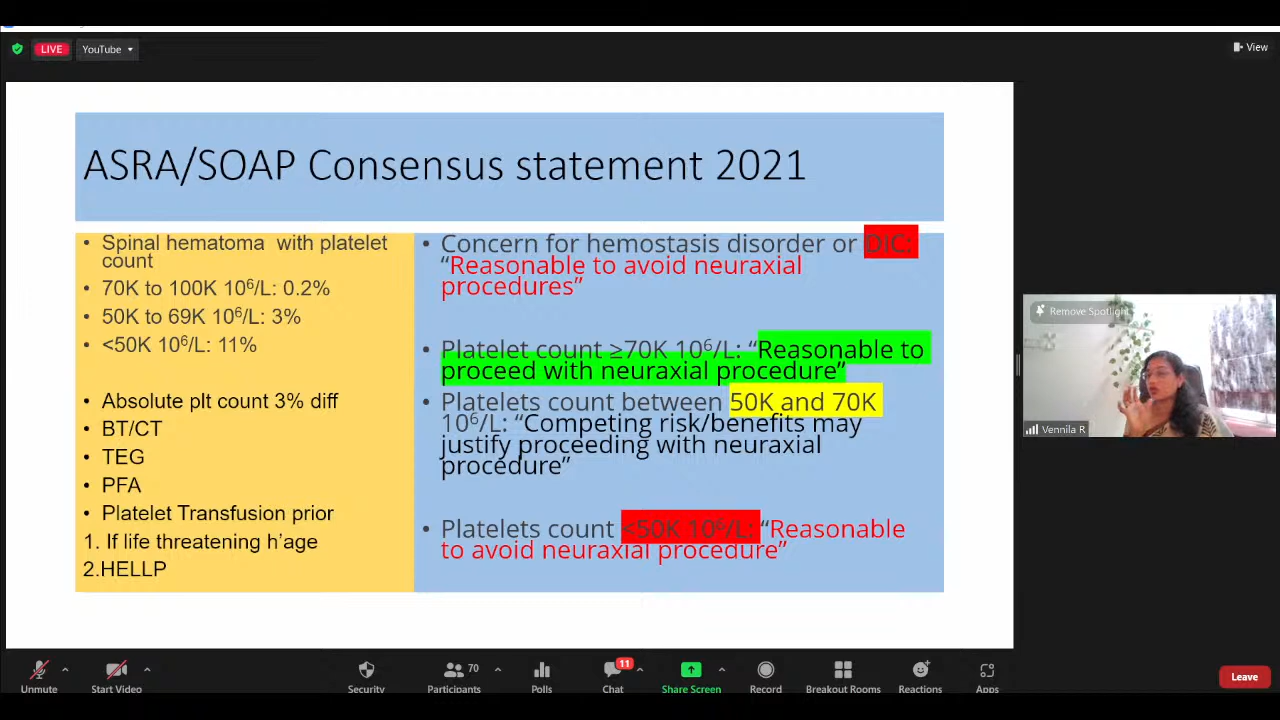 LIVE
YouTube
View
ASRA/SOAP Consensus statement 2021
• Spinal hematoma with platelet
count
• 70K to 100K 10⁶/L: 0.2%
• 50K to 69K 10⁶/L: 3%
• <50K 10⁶/L: 11%
• Absolute plt count 3% diff
• BT/CT
• TEG
• PFA
• Platelet Transfusion prior
1. If life threatening h'age
2.HELLP
• Concern for hemostasis disorder or DIC:
“Reasonable to avoid neuraxial
procedures”
• Platelet count ≥70K 10⁶/L: “Reasonable to
proceed with neuraxial procedure”
• Platelets count between 50K and 70K
10⁶/L: “Competing risk/benefits may
justify proceeding with neuraxial
procedure”
• Platelets count <50K 10⁶/L: “Reasonable
to avoid neuraxial procedure”
Remove Spotlight
Vennila R
Unmute
Start Video
Security
Participants
70
Polls
Chat
11
Share Screen
Record
Breakout Rooms
Reactions
Apps
Leave